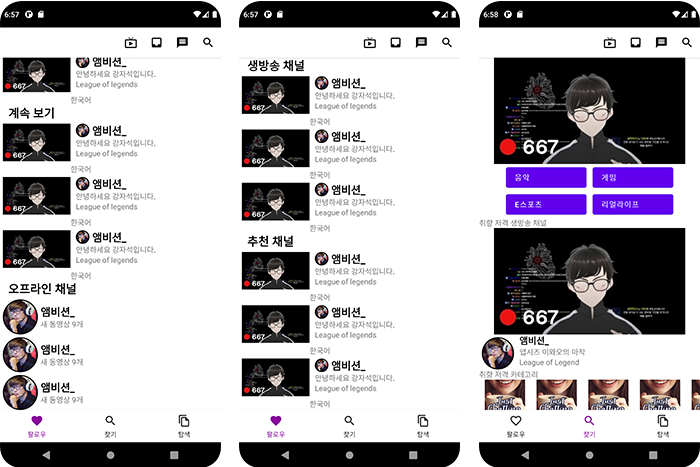 6:57
앰비션_
안녕하세요 강자석입니다.
League of legends
667
한국어
계속 보기
앰비션_
안녕하세요 강자석입니다.
League of legends
667
한국어
앰비션_
안녕하세요 강자석입니다.
League of legends
667
한국어
앰비션_
안녕하세요 강자석입니다.
League of legends
667
한국어
오프라인 채널
앰비션_
새 동영상 9개
앰비션_
새 동영상 9개
앰비션_
새 동영상 9개
팔로우
찾기
탐색
6:57
생방송 채널
앰비션_
안녕하세요 강자석입니다.
League of legends
667
한국어
앰비션_
안녕하세요 강자석입니다.
League of legends
667
한국어
앰비션_
안녕하세요 강자석입니다.
League of legends
667
한국어
추천 채널
앰비션_
안녕하세요 강자석입니다.
League of legends
667
한국어
앰비션_
안녕하세요 강자석입니다.
League of legends
667
한국어
앰비션_
안녕하세요 강자석입니다.
League of legends
667
한국어
팔로우
찾기
탐색
6:58
667
음악
게임
E스포츠
리얼라이프
취향 저격 생방송 채널
667
앰비션_
맵시즈 이와오의 마작
League of Legend
취향 저격 카테고리
Just
Just
Just
Just
팔로우
찾기
탐색